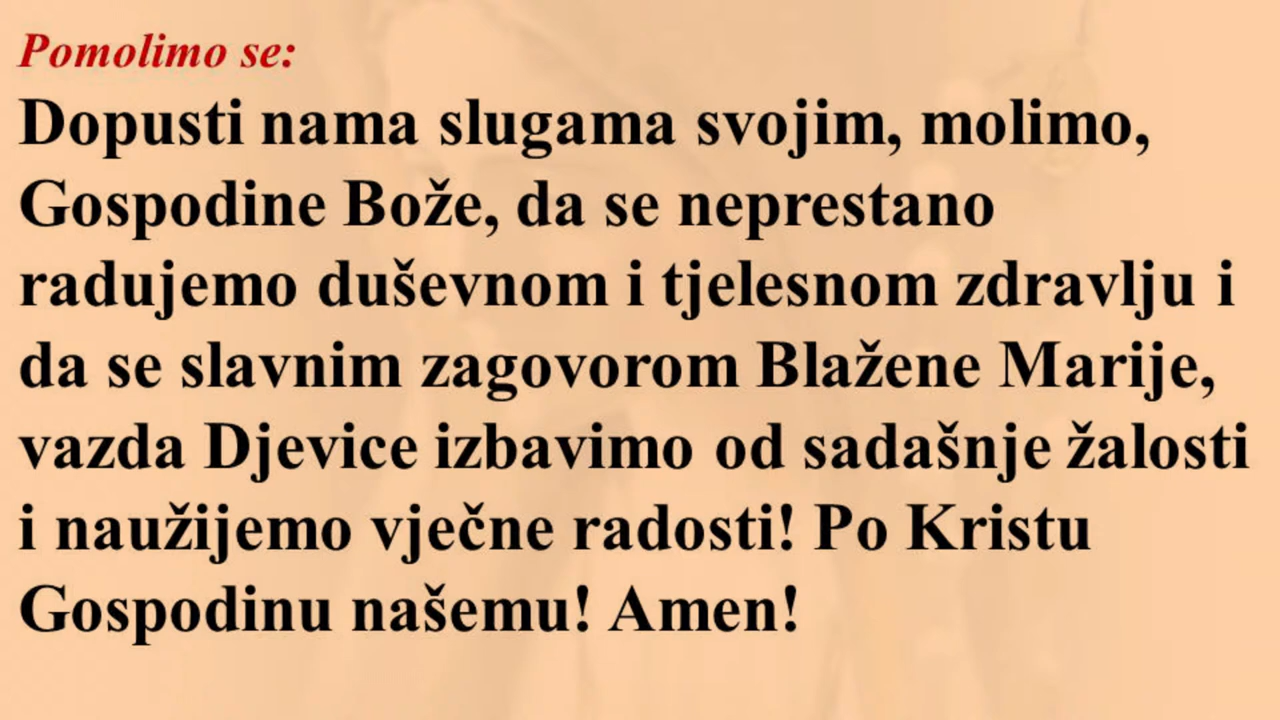 Pomolimo se:
Dopusti nama slugama svojim, molimo,
Gospodine Bože, da se neprestano
radujemo duševnom i tjelesnom zdravlju i
da se slavnim zagovorom Blažene Marije,
vazda Djevice izbavimo od sadašnje žalosti
i naužijemo vječne radosti! Po Kristu
Gospodinu našemu! Amen!